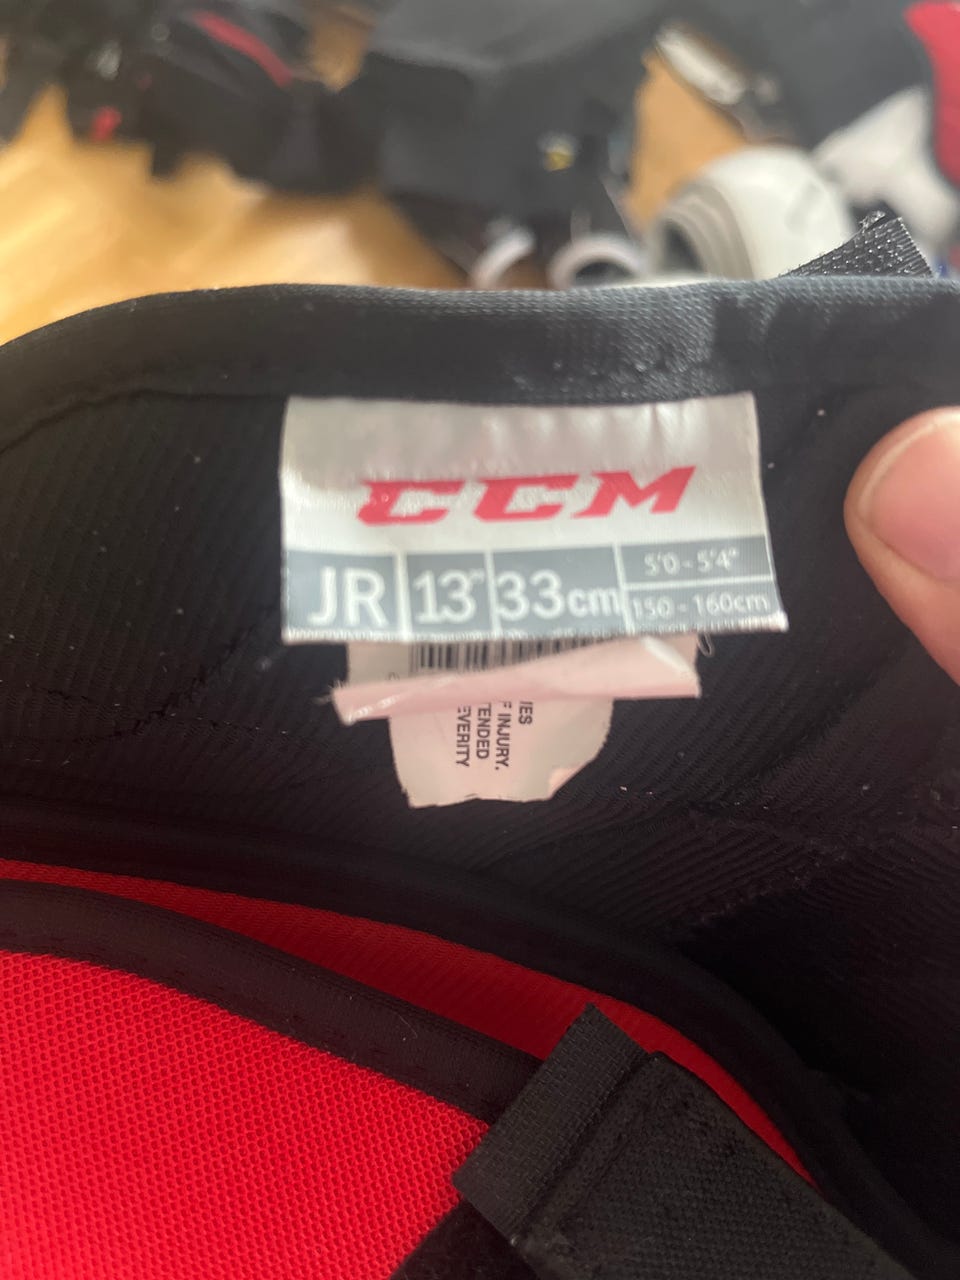 CCM
JR 13" 33cm 5'0 - 5'4"
150 - 160cm
IES
F INJURY.
TENDED
EVERITY